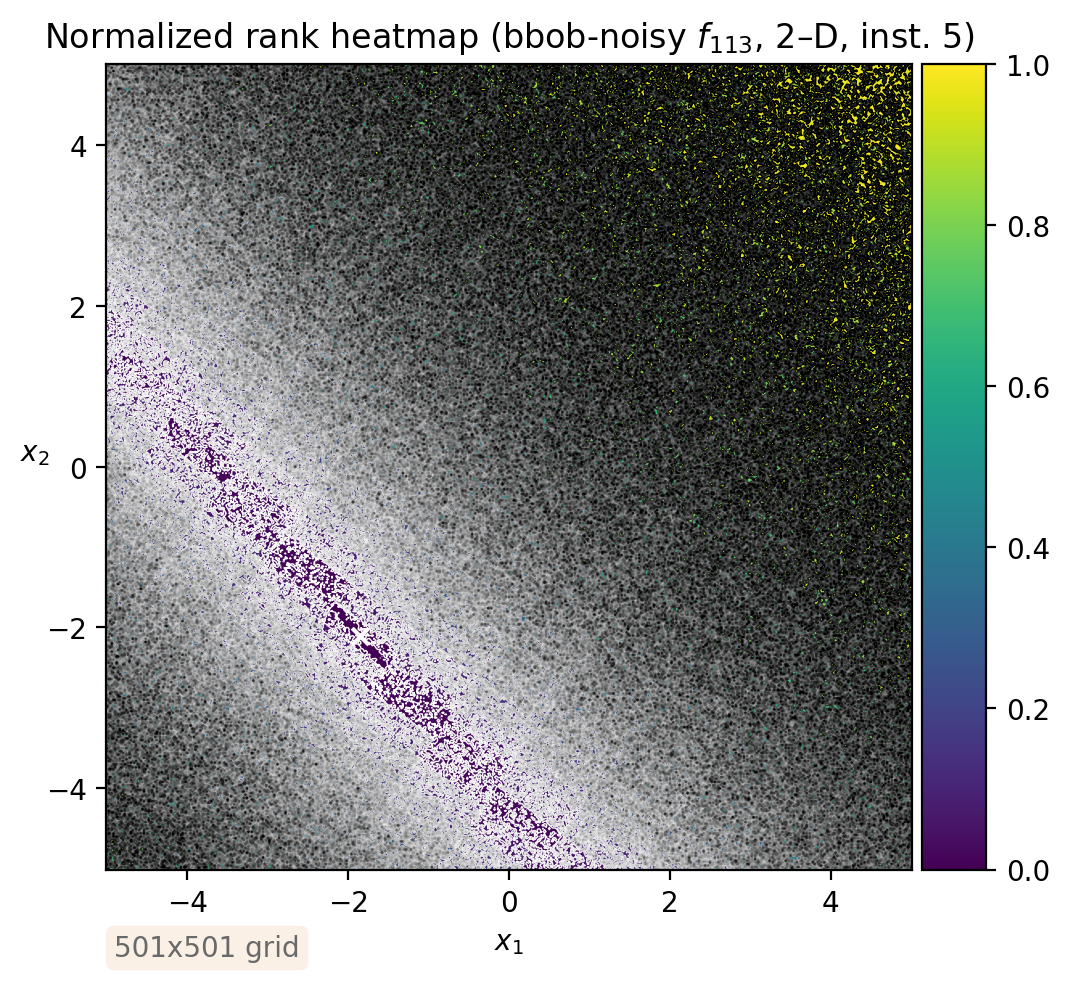 Normalized rank heatmap (bbob-noisy f₁₁₃, 2–D, inst. 5)
1.0
0.8
0.6
0.4
0.2
0.0
4
2
0
−2
−4
x₂
−4 −2 0 2 4
x₁
501x501 grid